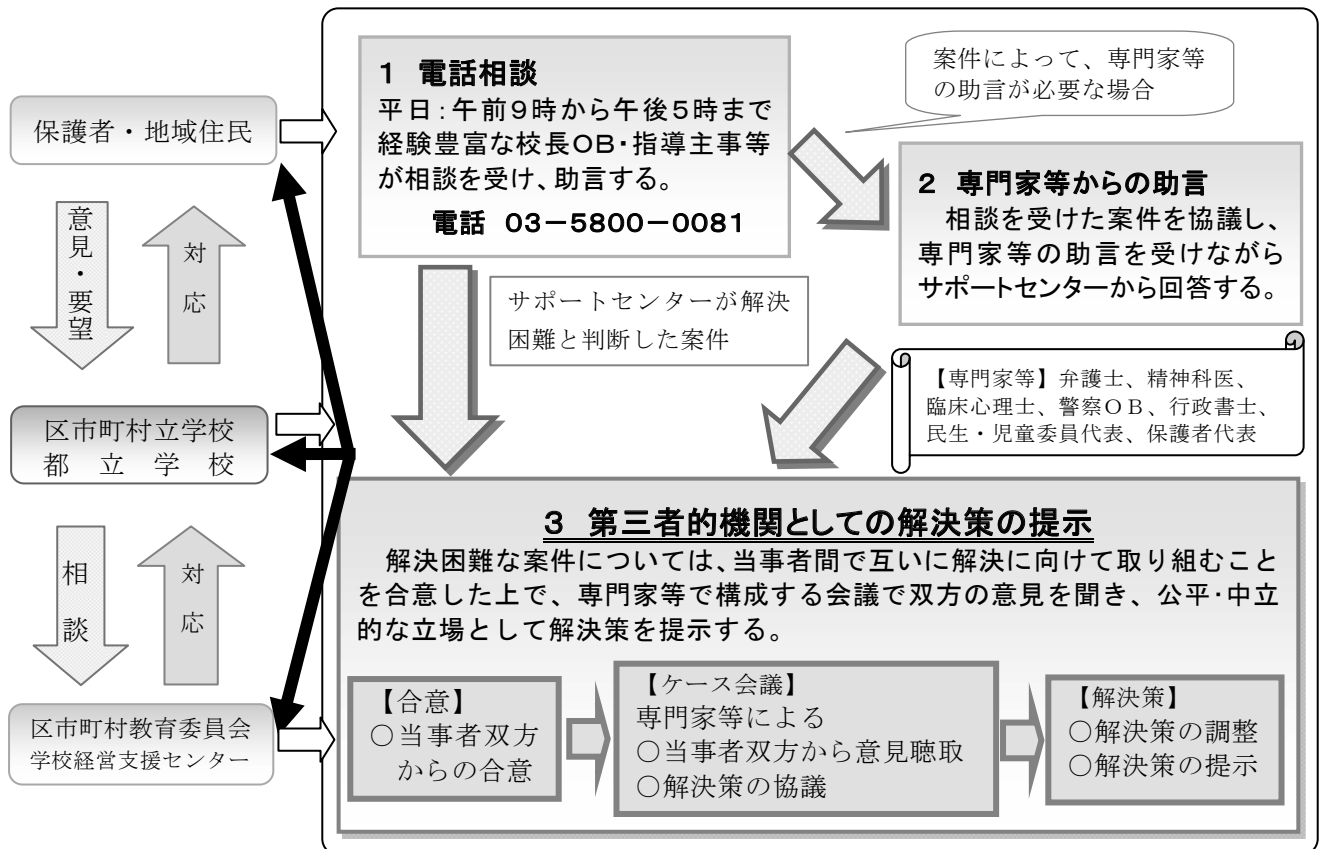 1 電話相談
平日:午前9時から午後5時まで
経験豊富な校長OB・指導主事等
が相談を受け、助言する。
電話 03-5800-0081
案件によって、専門家等
の助言が必要な場合
保護者・地域住民
意見・要望
対応
2 専門家等からの助言
相談を受けた案件を協議し、
専門家等の助言を受けながら
サポートセンターから回答する。
サポートセンターが解決
困難と判断した案件
【専門家等】弁護士、精神科医、
臨床心理士、警察OB、行政書士、
民生・児童委員代表、保護者代表
区市町村立学校
都立学校
相談
対応
区市町村教育委員会
学校経営支援センター
3 第三者的機関としての解決策の提示
解決困難な案件については、当事者間で互いに解決に向けて取り組むこと
を合意した上で、専門家等で構成する会議で双方の意見を聞き、公平・中立
的な立場として解決策を提示する。
【合意】
○当事者双方
からの合意
【ケース会議】
専門家等による
○当事者双方から意見聴取
○解決策の協議
【解決策】
○解決策の調整
○解決策の提示